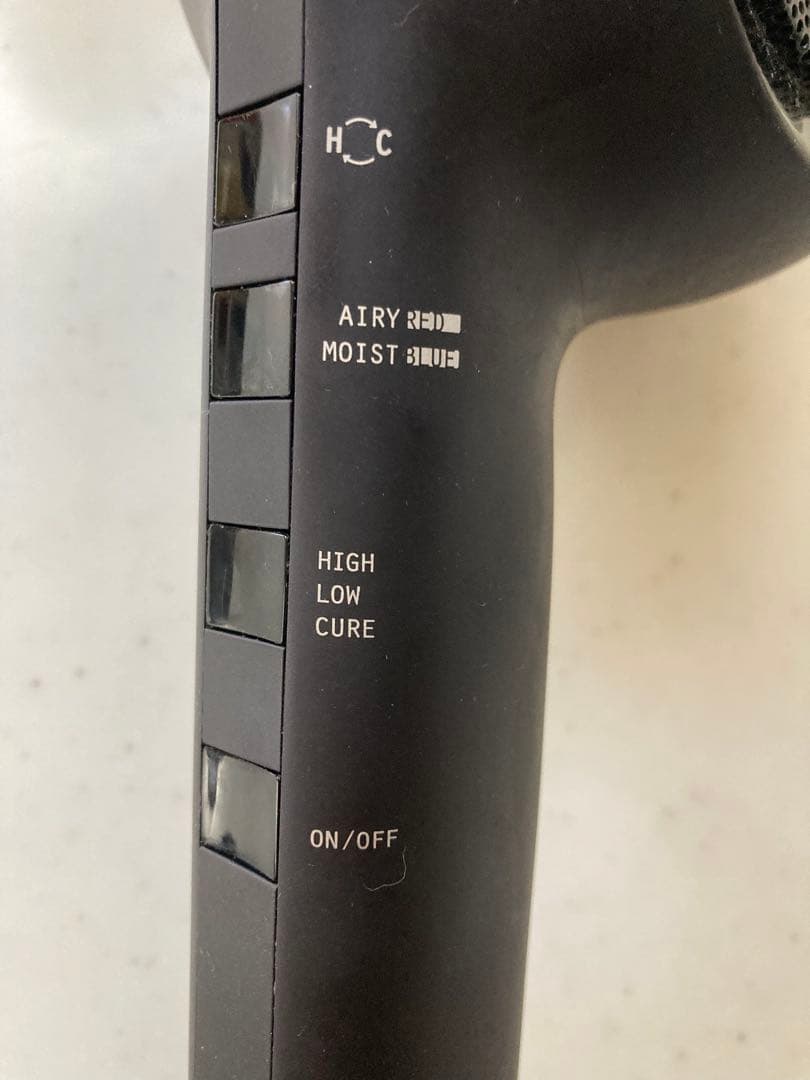 H C
AIRY RED
MOIST BLUE
HIGH
LOW
CURE
ON/OFF